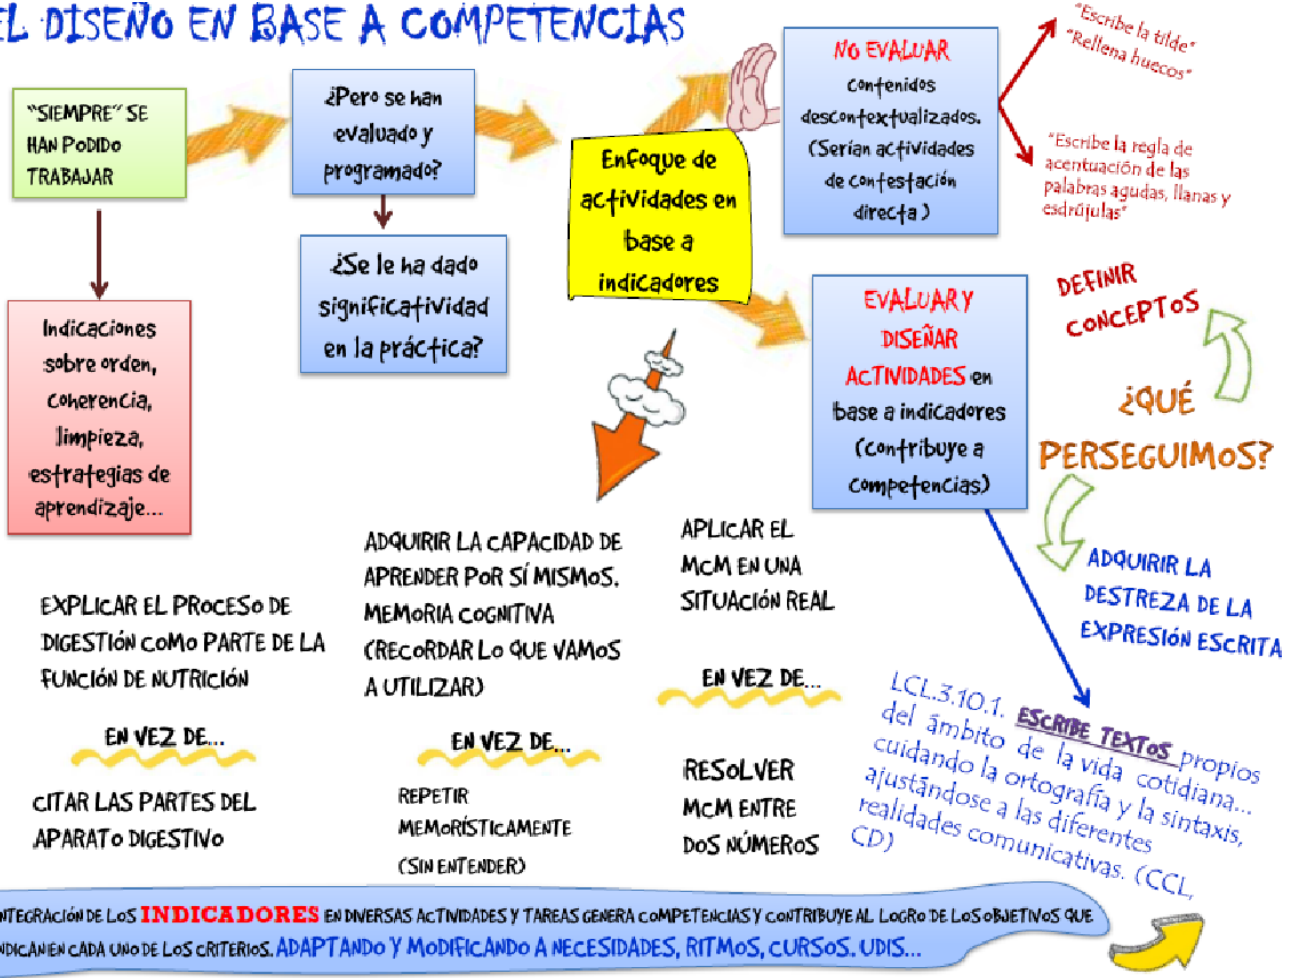 EL DISEÑO EN BASE A COMPETENCIAS
"SIEMPRE" SE
HAN PODIDO
TRABAJAR
¿Pero se han
evaluado y
programado?
Enfoque de
actividades en
base a
indicadores
NO EVALUAR
contenidos
descontextualizados.
(Serían actividades
de contestación
directa)
"Escribe la tilde"
"Rellena huecos"
"Escribe la regla de
acentuación de las
palabras agudas, llanas y
esdrújulas"
Indicaciones
sobre orden,
coherencia,
limpieza,
estrategias de
aprendizaje...
¿Se le ha dado
significatividad
en la práctica?
EVALUAR Y
DISEÑAR
ACTIVIDADES en
base a indicadores
(contribuye a
competencias)
DEFINIR
CONCEPTOS
¿QUÉ
PERSEGUIMOS?
ADQUIRIR LA
DESTREZA DE LA
EXPRESIÓN ESCRITA
EXPLICAR EL PROCESO DE
DIGESTIÓN COMO PARTE DE LA
FUNCIÓN DE NUTRICIÓN
EN VEZ DE...
CITAR LAS PARTES DEL
APARATO DIGESTIVO
ADQUIRIR LA CAPACIDAD DE
APRENDER POR SÍ MISMOS.
MEMORIA COGNITIVA
(RECORDAR LO QUE VAMOS
A UTILIZAR)
EN VEZ DE...
REPETIR
MEMORÍSTICAMENTE
(SIN ENTENDER)
APLICAR EL
MCM EN UNA
SITUACIÓN REAL
EN VEZ DE...
RESOLVER
MCM ENTRE
DOS NÚMEROS
LCL.3.10.1. ESCRIBE TEXTOS propios
del ámbito de la vida cotidiana...
cuidando la ortografía y la sintaxis,
ajustándose a las diferentes
realidades comunicativas. (CCL,
CD)
NTEGRACIÓN DE LOS INDICADORES EN DIVERSAS ACTIVIDADES Y TAREAS GENERA COMPETENCIAS Y CONTRIBUYE AL LOGRO DE LOS OBJETIVOS QUE
NDICAN EN CADA UNO DE LOS CRITERIOS. ADAPTANDO Y MODIFICANDO A NECESIDADES, RITMOS, CURSOS. UDIS...